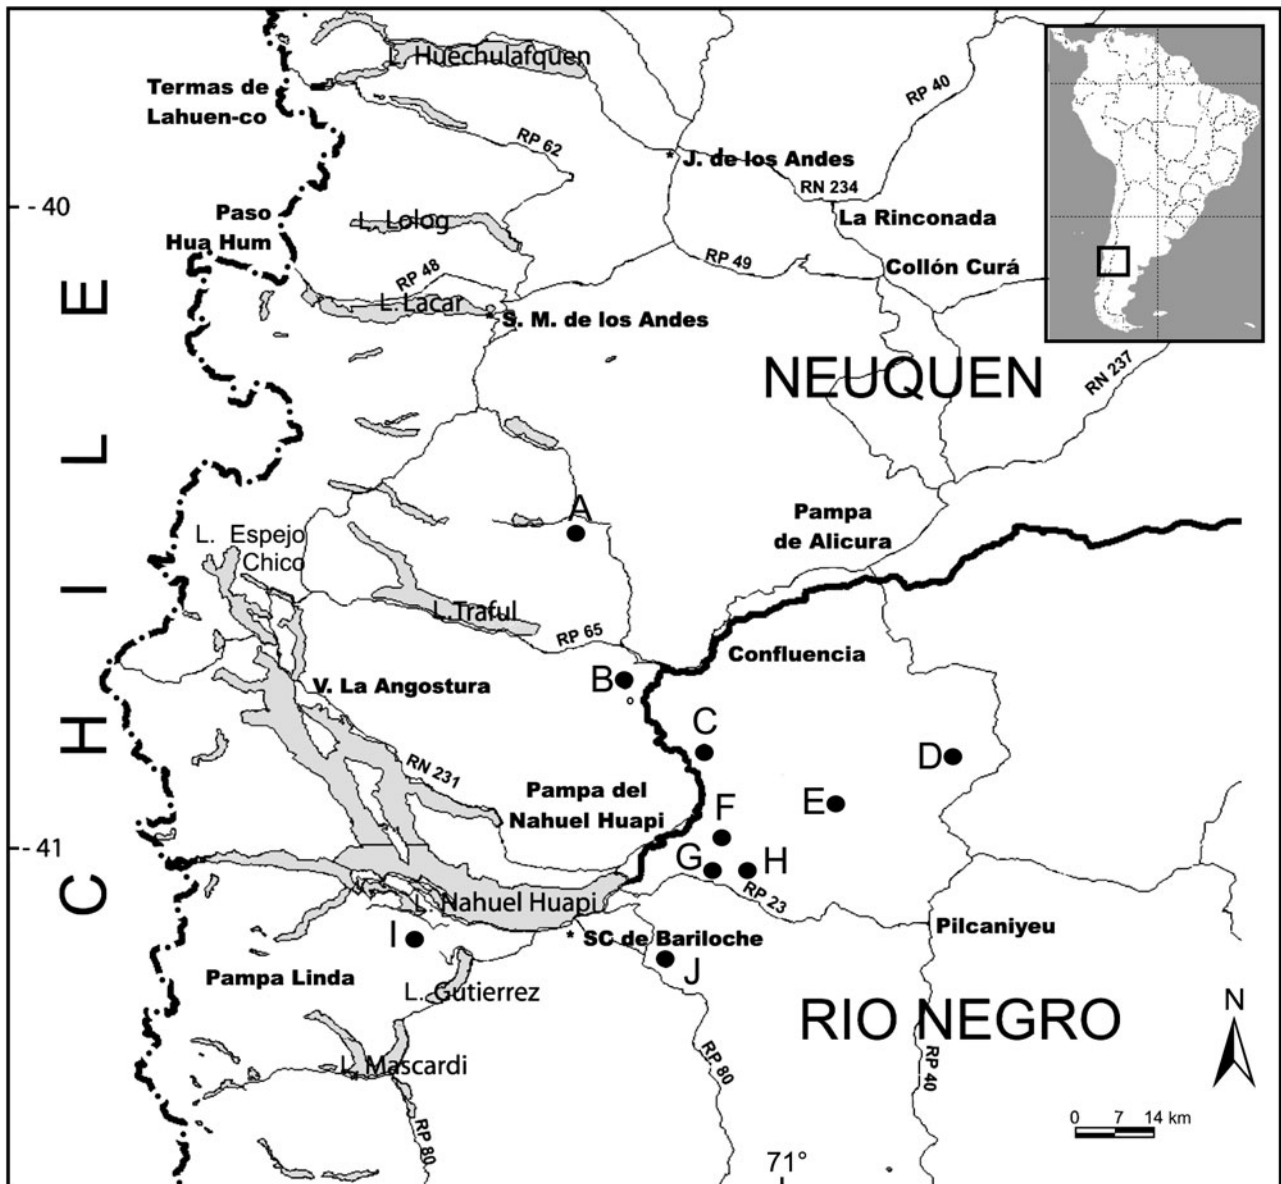 L. Huechulafquen
Termas de
Lahuen-co
RP 40
RP 62
* J. de los Andes
RN 234
- -40
Paso
Hua Hum
L. Lolog
La Rinconada
RP 49
Collón Curá
RP 48
L. Lacar
* S. M. de los Andes
NEUQUEN
RN 237
CHILE
A
Pampa
de Alicura
L. Espejo
Chico
L.Traful
RP 65
Confluencia
B
V. La Angostura
C
D
RN 231
Pampa del
Nahuel Huapi
E
F
- -41
G
H
RP 23
L. Nahuel Huapi
I
* SC de Bariloche
Pilcaniyeu
Pampa Linda
J
L. Gutierrez
RIO NEGRO
N
L. Mascardi
RP 80
RP 40
RP 80
0 7 14 km
71°